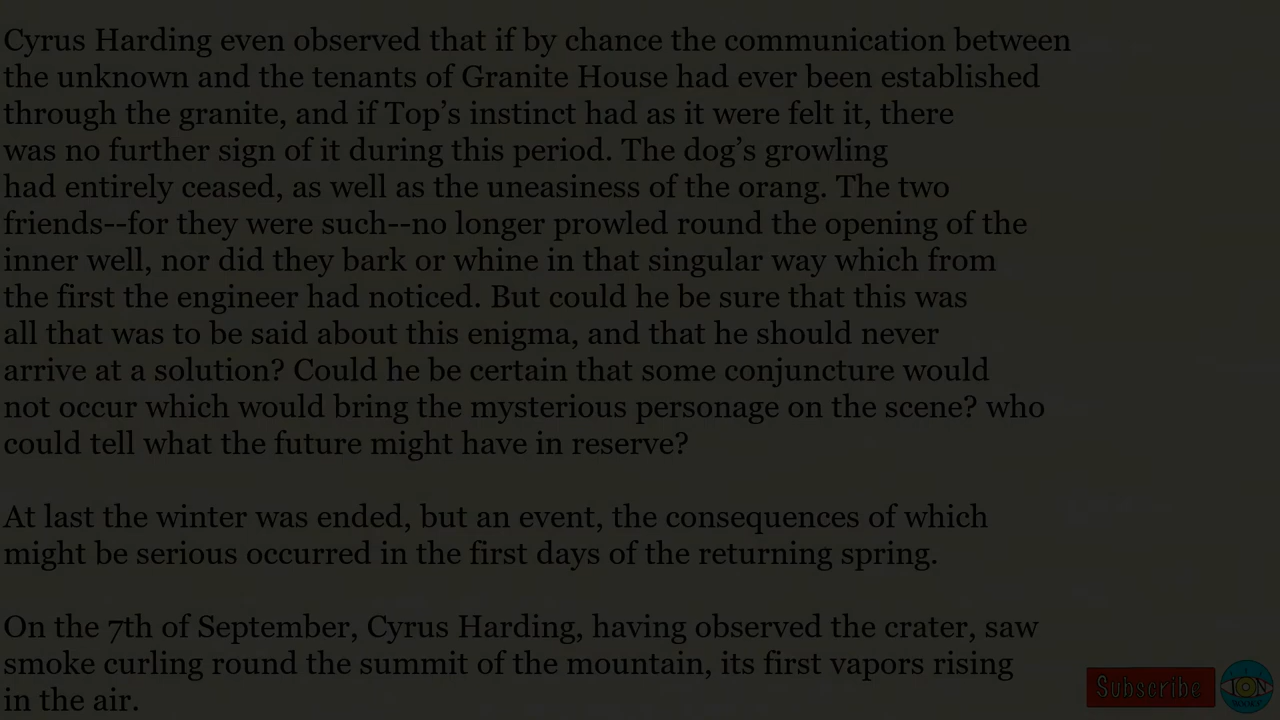 Cyrus Harding even observed that if by chance the communication between
the unknown and the tenants of Granite House had ever been established
through the granite, and if Top’s instinct had as it were felt it, there
was no further sign of it during this period. The dog’s growling
had entirely ceased, as well as the uneasiness of the orang. The two
friends--for they were such--no longer prowled round the opening of the
inner well, nor did they bark or whine in that singular way which from
the first the engineer had noticed. But could he be sure that this was
all that was to be said about this enigma, and that he should never
arrive at a solution? Could he be certain that some conjuncture would
not occur which would bring the mysterious personage on the scene? who
could tell what the future might have in reserve?

At last the winter was ended, but an event, the consequences of which
might be serious occurred in the first days of the returning spring.

On the 7th of September, Cyrus Harding, having observed the crater, saw
smoke curling round the summit of the mountain, its first vapors rising
in the air.
Subscribe